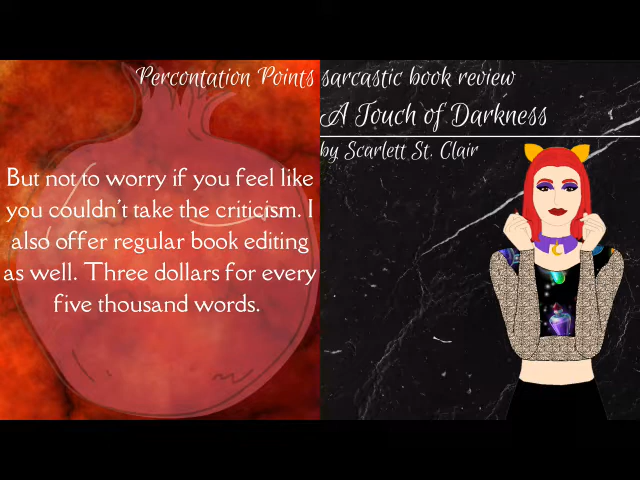 Percontation Points sarcastic book review
A Touch of Darkness
by Scarlett St. Clair
But not to worry if you feel like
you couldn't take the criticism. I
also offer regular book editing
as well. Three dollars for every
five thousand words.